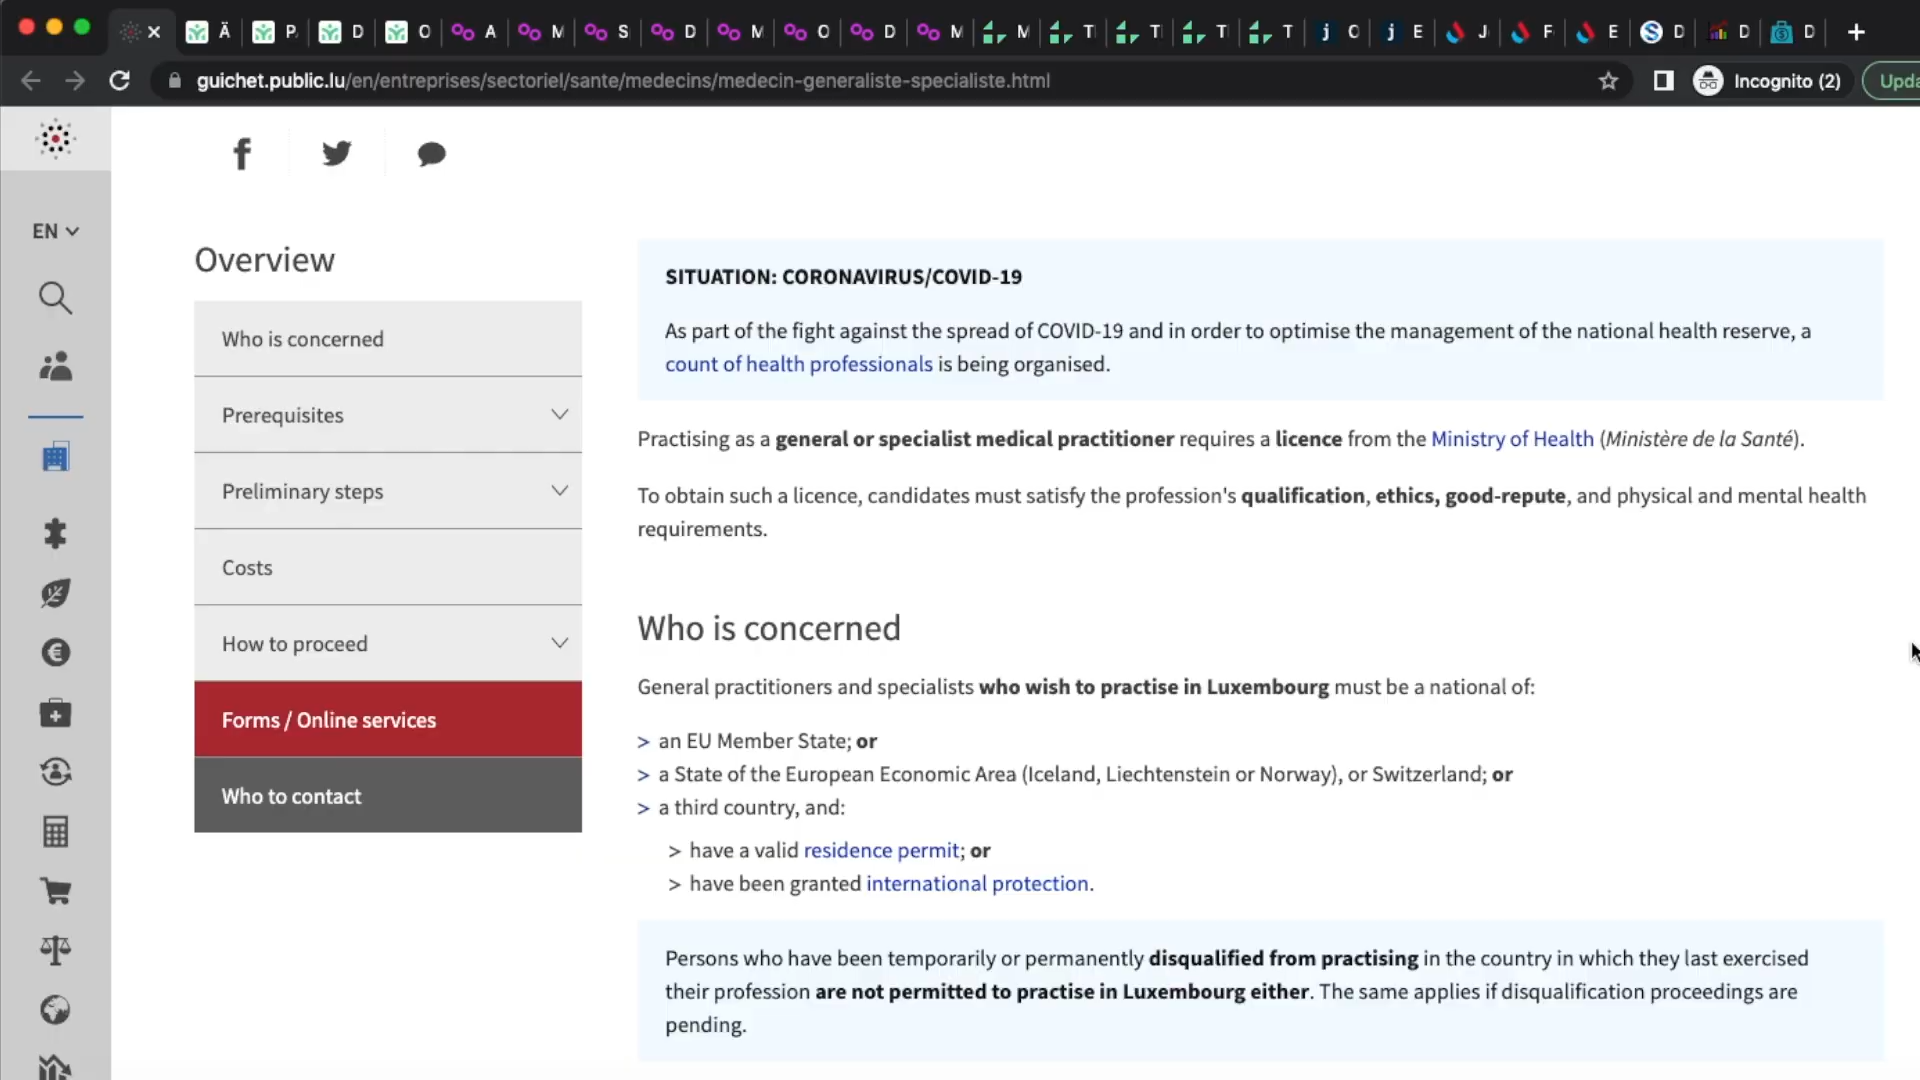 Ä P D O A M S D M O D M M T T T T O E J F E D D D
guichet.public.lu/en/entreprises/sectoriel/sante/medecins/medecin-generaliste-specialiste.html
Incognito (2)
EN
Overview
Who is concerned
Prerequisites
Preliminary steps
Costs
How to proceed
Forms / Online services
Who to contact
SITUATION: CORONAVIRUS/COVID-19
As part of the fight against the spread of COVID-19 and in order to optimise the management of the national health reserve, a
count of health professionals is being organised.
Practising as a general or specialist medical practitioner requires a licence from the Ministry of Health (Ministère de la Santé).
To obtain such a licence, candidates must satisfy the profession's qualification, ethics, good-repute, and physical and mental health
requirements.
Who is concerned
General practitioners and specialists who wish to practise in Luxembourg must be a national of:
> an EU Member State; or
> a State of the European Economic Area (Iceland, Liechtenstein or Norway), or Switzerland; or
> a third country, and:
> have a valid residence permit; or
> have been granted international protection.
Persons who have been temporarily or permanently disqualified from practising in the country in which they last exercised
their profession are not permitted to practise in Luxembourg either. The same applies if disqualification proceedings are
pending.